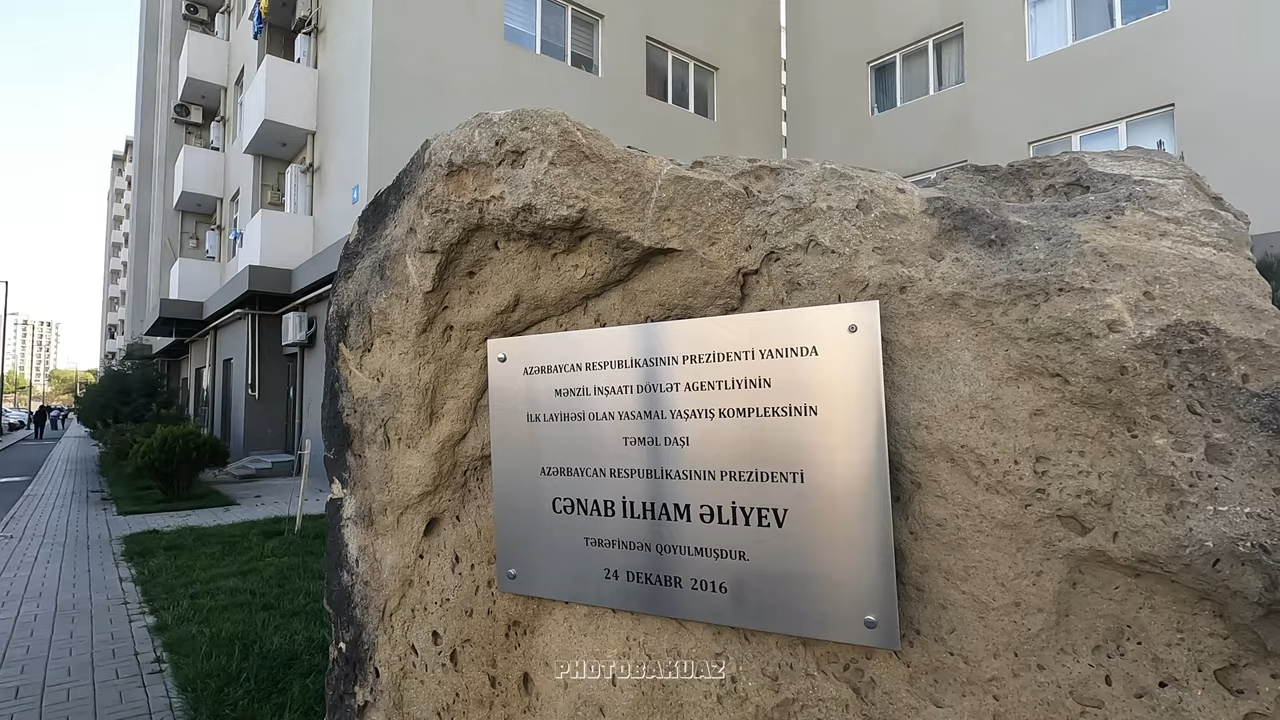 AZƏRBAYCAN RESPUBLİKASININ PREZİDENTİ YANINDA
MƏNZİL İNŞAATI DÖVLƏT AGENTLİYİNİN
İLK LAYİHƏSİ OLAN YASAMAL YAŞAYIŞ KOMPLEKSİNİN
TƏMƏL DAŞI
AZƏRBAYCAN RESPUBLİKASININ PREZİDENTİ
CƏNAB İLHAM ƏLİYEV
TƏRƏFİNDƏN QOYULMUŞDUR.
24 DEKABR 2016
PHOTOBAKUAZ